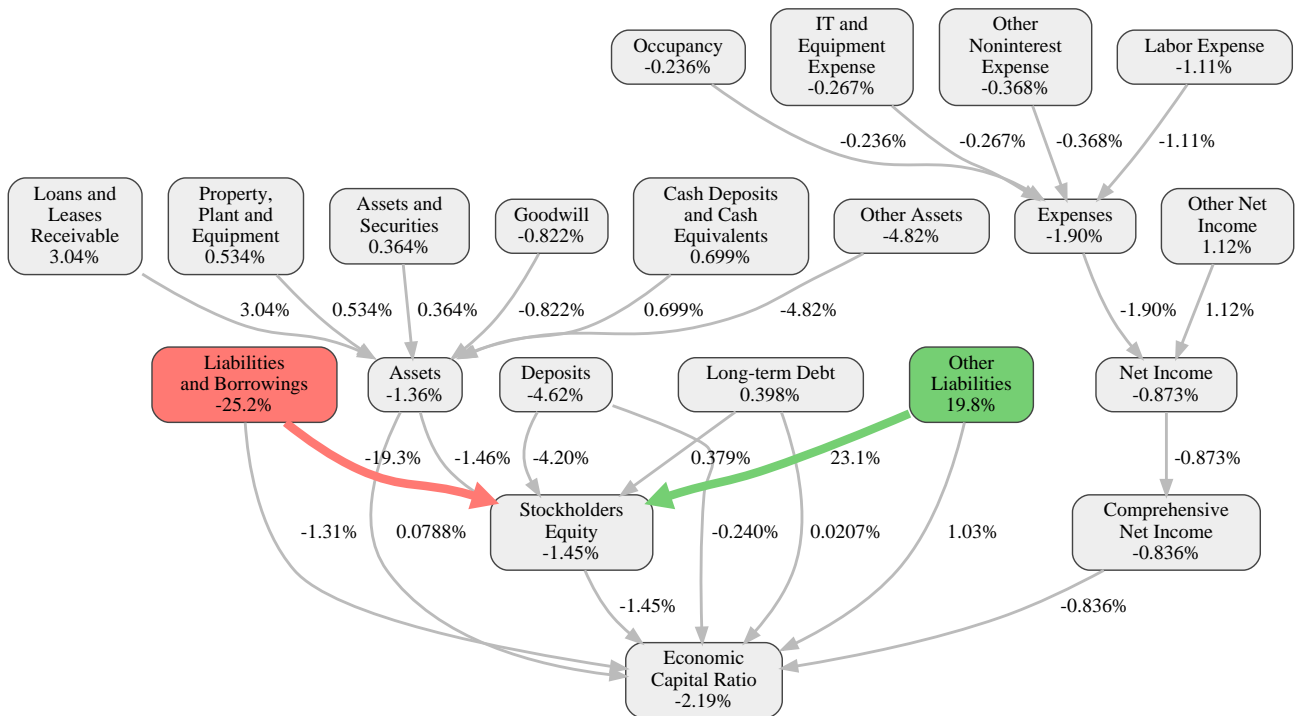 Occupancy
-0.236%
IT and
Equipment
Expense
-0.267%
Other
Noninterest
Expense
-0.368%
Labor Expense
-1.11%
-0.236%
-0.267%
-0.368%
-1.11%
Loans and
Leases
Receivable
3.04%
Property,
Plant and
Equipment
0.534%
Assets and
Securities
0.364%
Goodwill
-0.822%
Cash Deposits
and Cash
Equivalents
0.699%
Other Assets
-4.82%
Expenses
-1.90%
Other Net
Income
1.12%
3.04%
0.534%
0.364%
-0.822%
0.699%
-4.82%
-1.90%
1.12%
Liabilities
and Borrowings
-25.2%
Assets
-1.36%
Deposits
-4.62%
Long-term Debt
0.398%
Other
Liabilities
19.8%
Net Income
-0.873%
-19.3%
-1.46%
-4.20%
0.379%
23.1%
-0.873%
Stockholders
Equity
-1.45%
Comprehensive
Net Income
-0.836%
-1.31%
0.0788%
-0.240%
0.0207%
1.03%
-1.45%
-0.836%
Economic
Capital Ratio
-2.19%